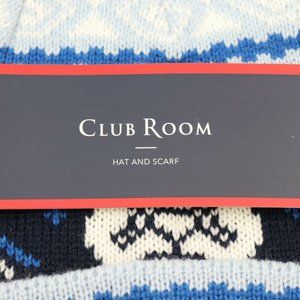 CLUB ROOM
HAT AND SCARF